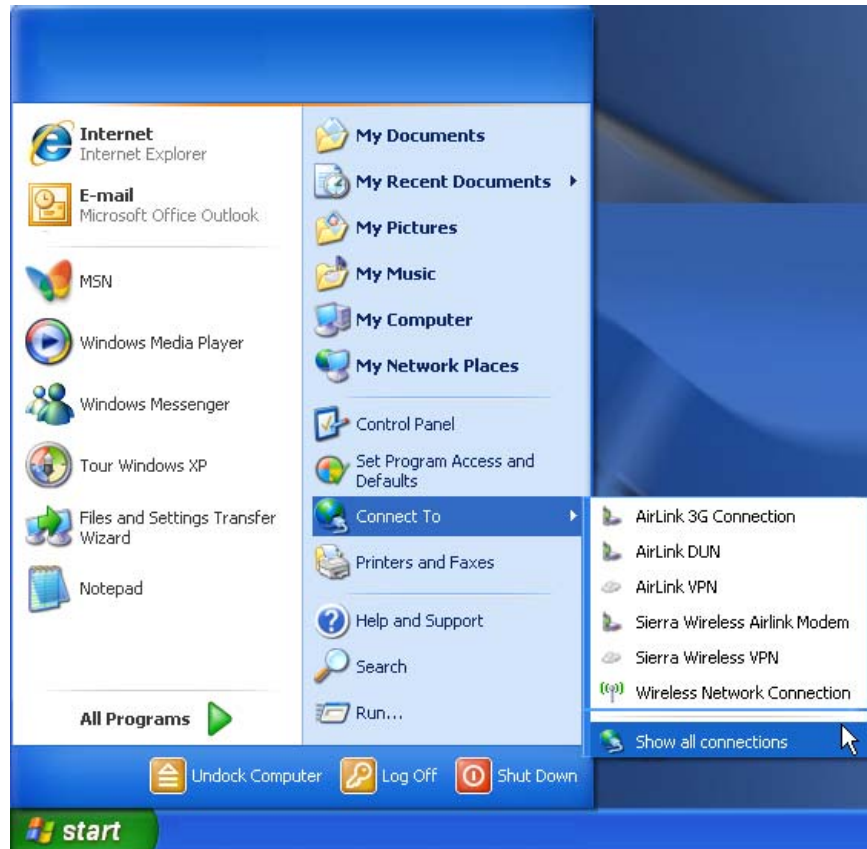 Internet
Internet Explorer
E-mail
Microsoft Office Outlook
MSN
Windows Media Player
Windows Messenger
Tour Windows XP
Files and Settings Transfer
Wizard
Notepad
All Programs
My Documents
My Recent Documents
My Pictures
My Music
My Computer
My Network Places
Control Panel
Set Program Access and
Defaults
Connect To
Printers and Faxes
Help and Support
Search
Run...
AirLink 3G Connection
AirLink DUN
AirLink VPN
Sierra Wireless Airlink Modem
Sierra Wireless VPN
Wireless Network Connection
Show all connections
Undock Computer
Log Off
Shut Down
start